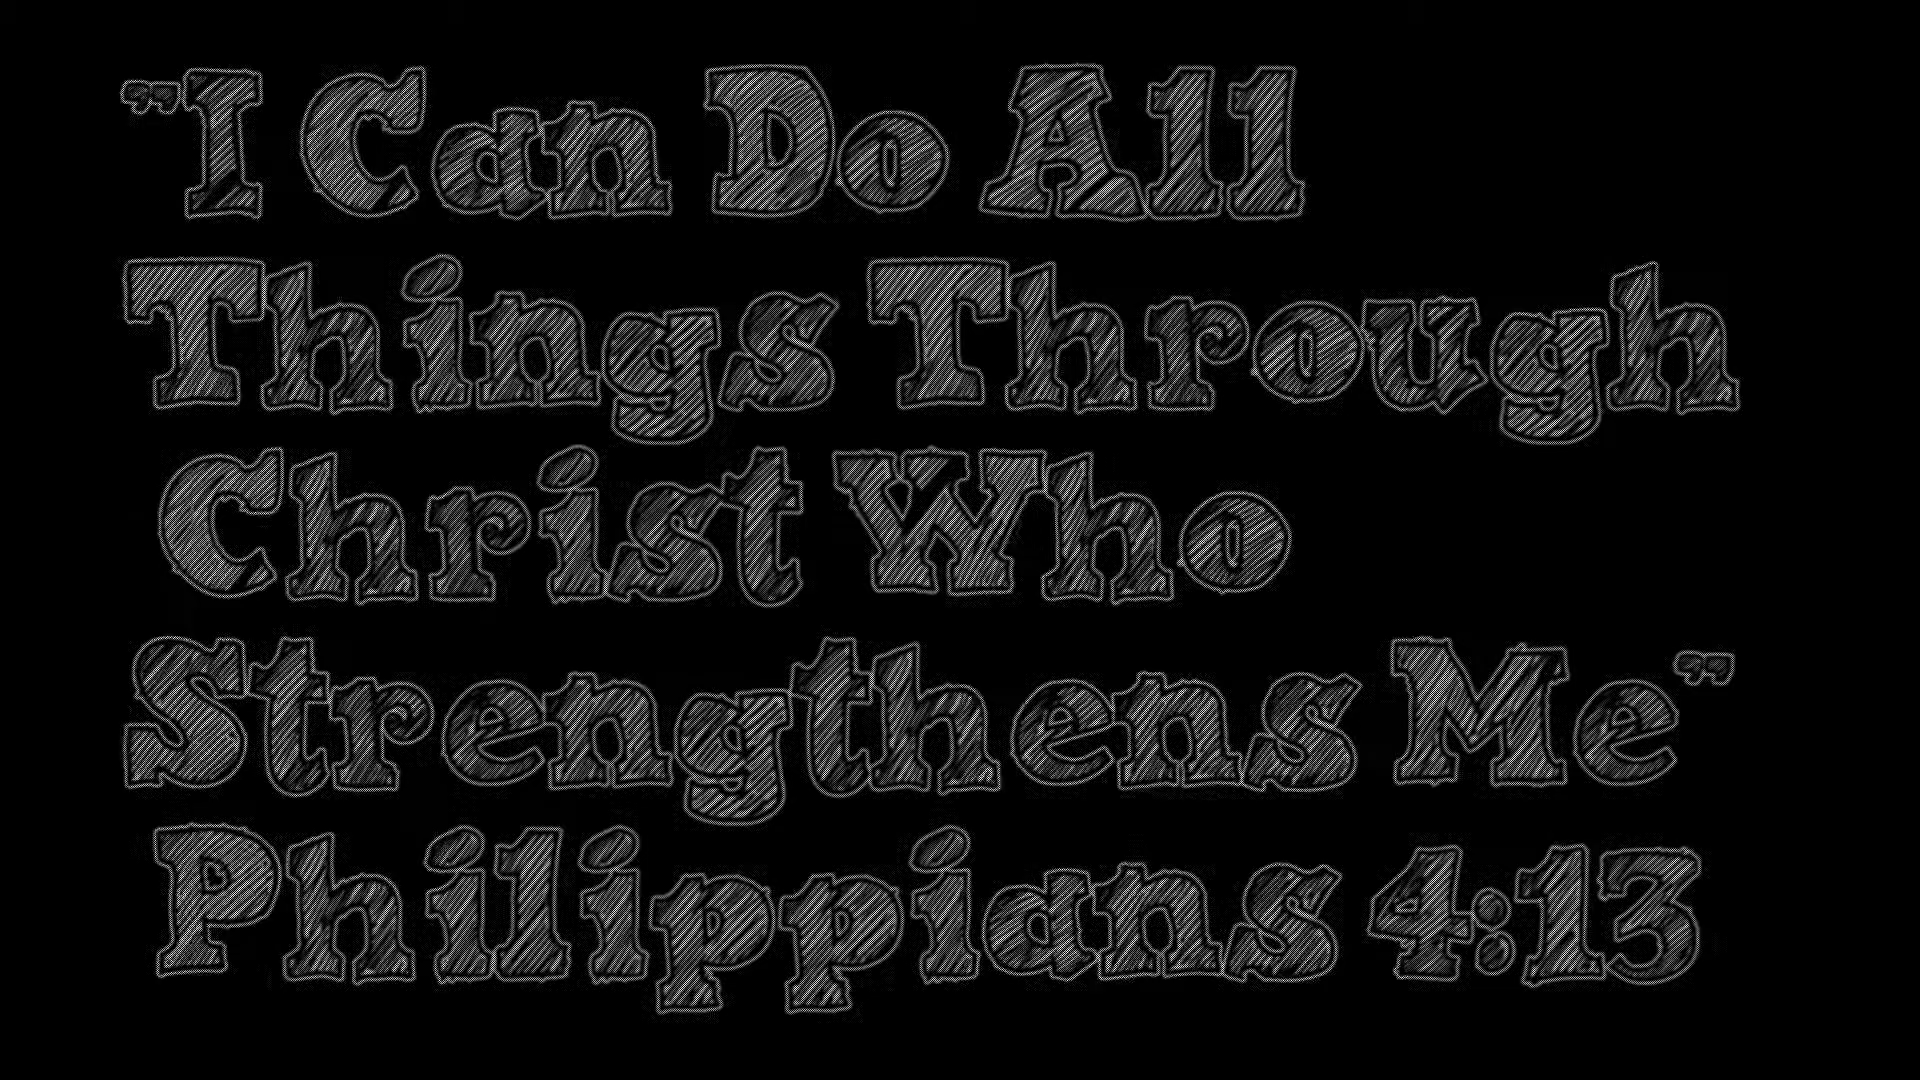 "I Can Do All
Things Through
Christ Who
Strengthens Me"
Philippians 4:13